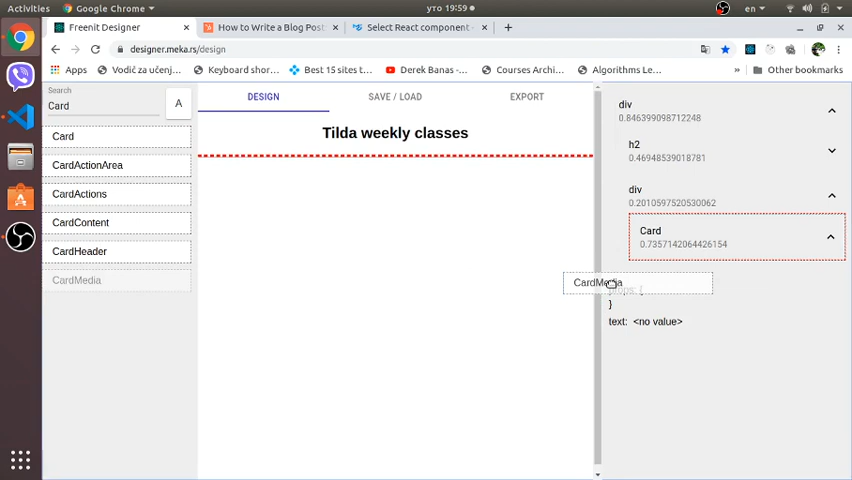 Activities
Google Chrome
уто 19:59
en
Freenit Designer
How to Write a Blog Post:
Select React component
designer.meka.rs/design
Apps
Vodič za učenj...
Keyboard shor...
Best 15 sites t...
Derek Banas —...
Courses Archi...
Algorithms Le...
»
Other bookmarks
Search
Card
A
Card
CardActionArea
CardActions
CardContent
CardHeader
CardMedia
DESIGN
SAVE / LOAD
EXPORT
Tilda weekly classes
div
0.846399098712248
h2
0.46948539018781
div
0.2010597520530062
Card
0.7357142064426154
CardMedia
props: {
}
text: <no value>